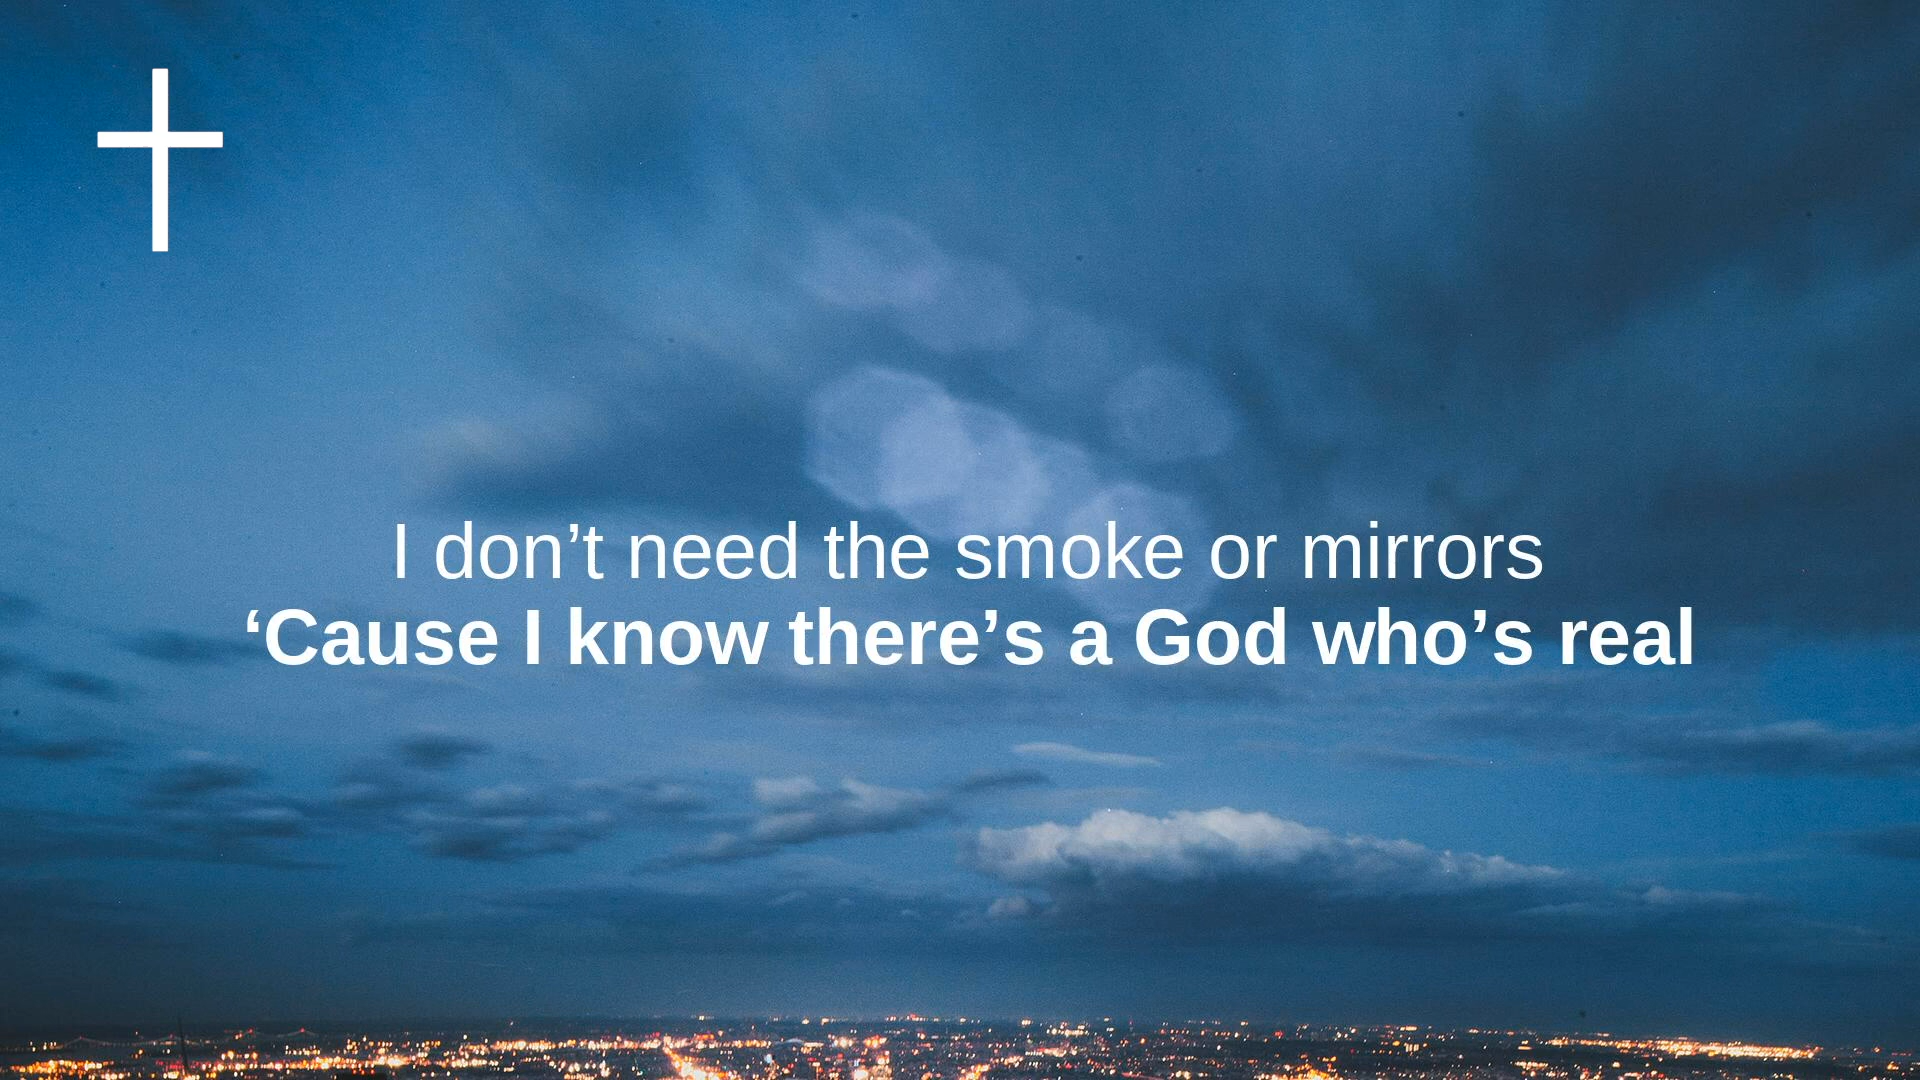 I don’t need the smoke or mirrors
‘Cause I know there’s a God who’s real